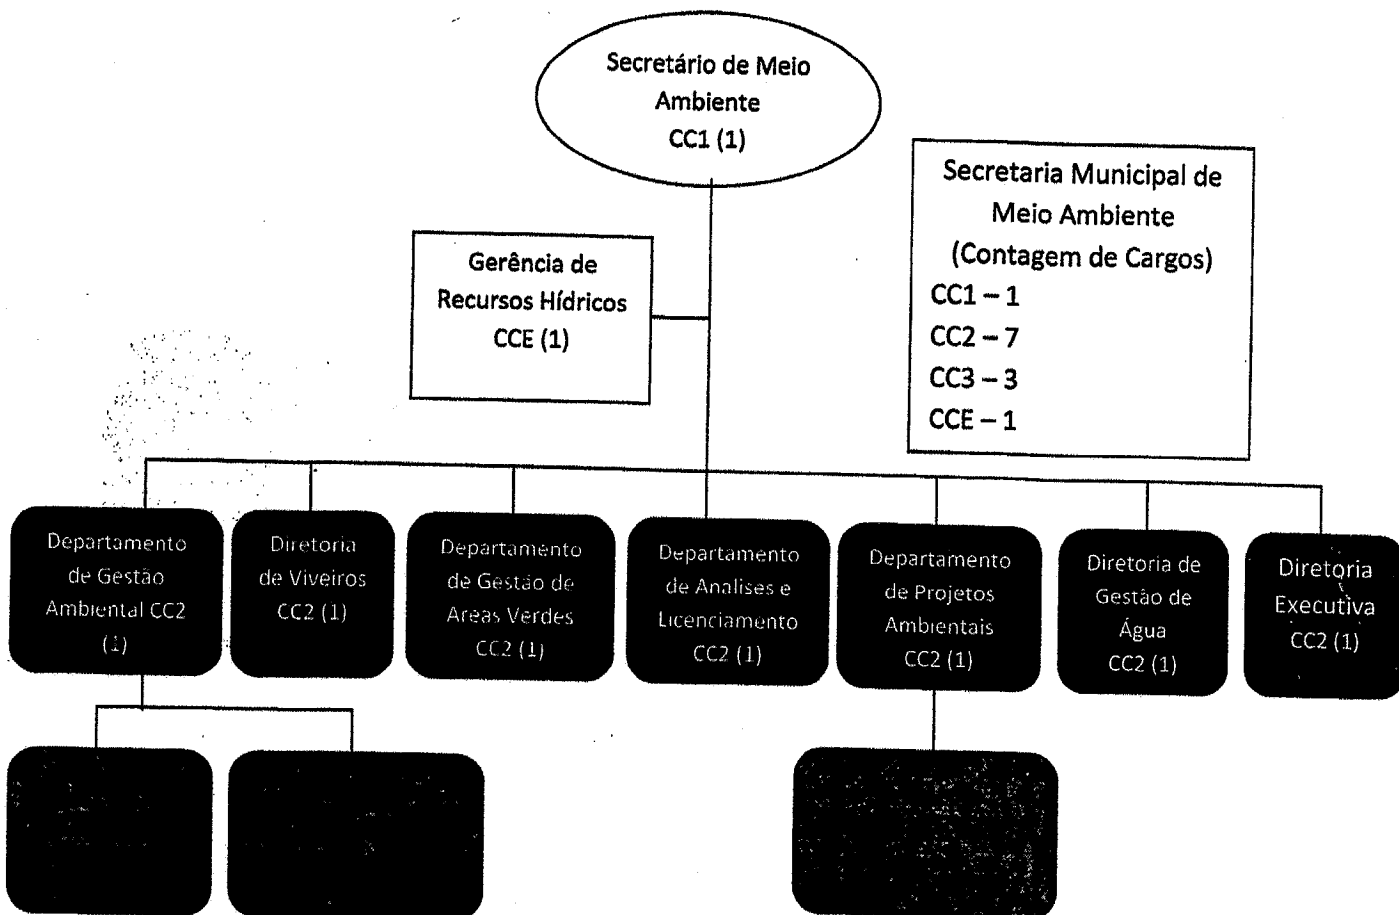 Secretário de Meio
Ambiente
CC1 (1)
Gerência de
Recursos Hídricos
CCE (1)
Secretaria Municipal de
Meio Ambiente
(Contagem de Cargos)
CC1 – 1
CC2 – 7
CC3 – 3
CCE – 1
Departamento
de Gestão
Ambiental CC2
(1)
Diretoria
de Viveiros
CC2 (1)
Departamento
de Gestão de
Areas Verdes
CC2 (1)
Departamento
de Analises e
Licenciamento
CC2 (1)
Departamento
de Projetos
Ambientais
CC2 (1)
Diretoria de
Gestão de
Água
CC2 (1)
Diretoria
Executiva
CC2 (1)